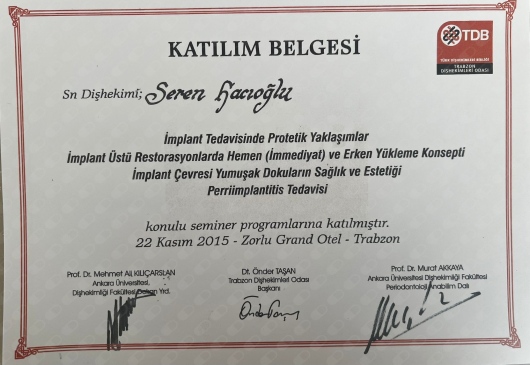 KATILIM BELGESİ
TDB
TÜRK DİŞHEKİMLERİ BİRLİĞİ
TRABZON
DİŞHEKİMLERİ ODASI
Sn Dişhekimi; Seren Hacıoğlu
İmplant Tedavisinde Protetik Yaklaşımlar
İmplant Üstü Restorasyonlarda Hemen (İmmediyat) ve Erken Yükleme Konsepti
İmplant Çevresi Yumuşak Dokuların Sağlık ve Estetiği
Perriimplantitis Tedavisi
konulu seminer programlarına katılmıştır.
22 Kasım 2015 - Zorlu Grand Otel - Trabzon
Prof. Dr. Mehmet Ali KILIÇARSLAN
Ankara Üniversitesi,
Dişhekimliği Fakültesi Dekan Yrd.
Dt. Önder TAŞAN
Trabzon Dişhekimleri Odası
Başkanı
Prof. Dr. Murat AKKAYA
Ankara Üniversitesi Dişhekimliği Fakültesi
Periodontoloji Anabilim Dalı